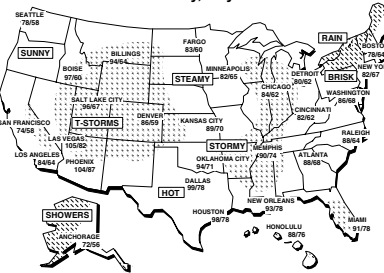 SEATTLE
78/58
SUNNY
BOISE
97/60
BILLINGS
94/64
FARGO
83/60
STEAMY
MINNEAPOLIS
82/65
CHICAGO
84/62
DETROIT
80/62
RAIN
BOSTO
78/64
NEW YO
82/67
BRISK
WASHINGTON
86/68
CINCINNATI
82/62
RALEIGH
88/64
SALT LAKE CITY
96/67
T-STORMS
DENVER
86/59
KANSAS CITY
89/70
STORMY
OKLAHOMA CITY
94/71
MEMPHIS
90/74
ATLANTA
88/68
SAN FRANCISCO
74/58
LAS VEGAS
105/82
LOS ANGELES
84/64
PHOENIX
104/87
HOT
DALLAS
99/78
HOUSTON
98/78
NEW ORLEANS
93/78
MIAMI
91/78
SHOWERS
ANCHORAGE
72/56
HONOLULU
88/76